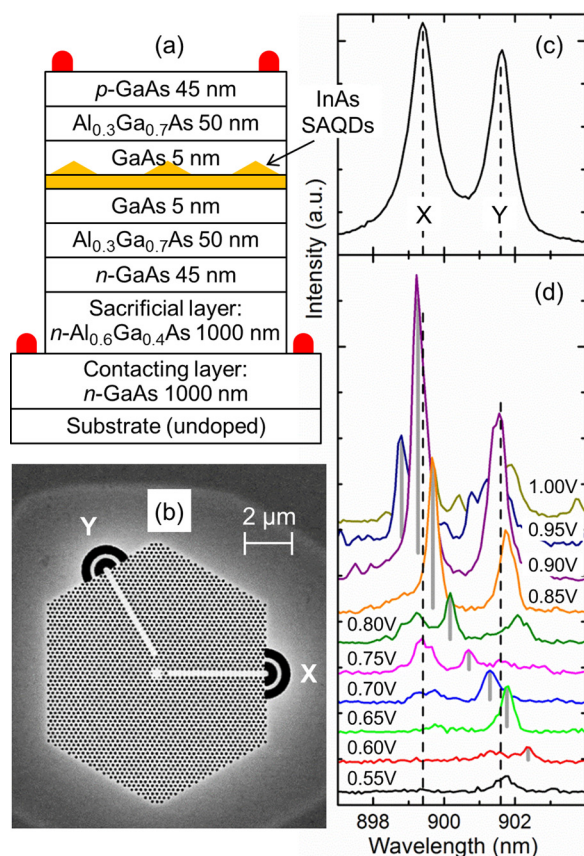 (a)
p-GaAs 45 nm
Al0.3Ga0.7As 50 nm
GaAs 5 nm
InAs
SAQDs
GaAs 5 nm
Al0.3Ga0.7As 50 nm
n-GaAs 45 nm
Sacrificial layer:
n-Al0.6Ga0.4As 1000 nm
Contacting layer:
n-GaAs 1000 nm
Substrate (undoped)
(b)
2 µm
Y
X
(c)
X
Y
Intensity (a.u.)
(d)
1.00V
0.95V
0.90V
0.85V
0.80V
0.75V
0.70V
0.65V
0.60V
0.55V
898
900
902
Wavelength (nm)